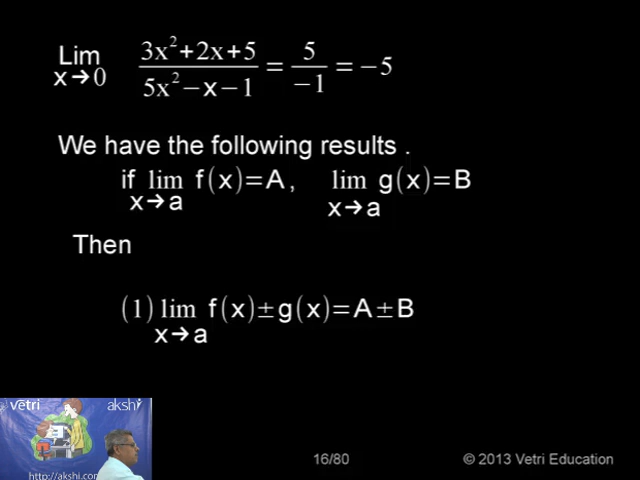 Lim x→0 3x²+2x+5 / 5x²−x−1 = 5 / −1 = −5
We have the following results .
if lim x→a f(x)=A, lim x→a g(x)=B
Then
(1) lim x→a f(x)±g(x)=A±B
vetri akshi
http://akshi.com
16/80 © 2013 Vetri Education